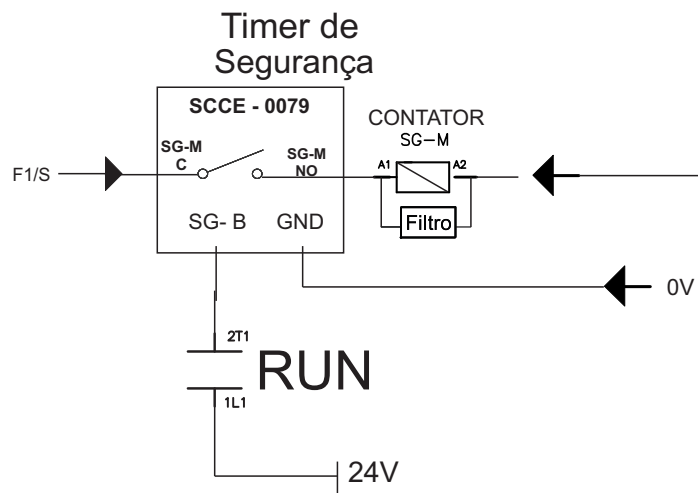 Timer de
Segurança
SCCE - 0079
CONTATOR
SG-M
SG-M
C
SG-M
NO
A1
A2
F1/S
Filtro
SG- B
GND
0V
2T1
RUN
1L1
24V